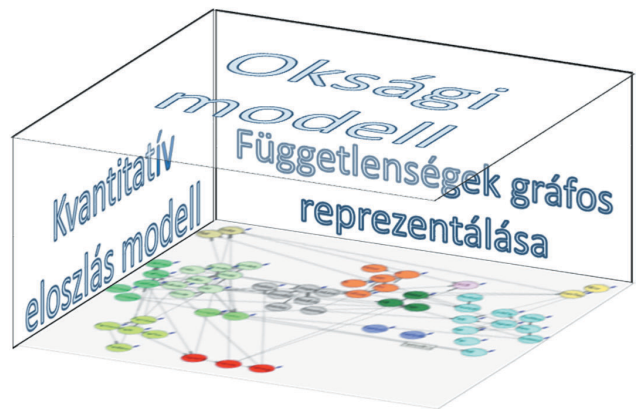 Oksági
modell
Kvantitatív
eloszlás modell
Függetlenségek gráfos
reprezentálása